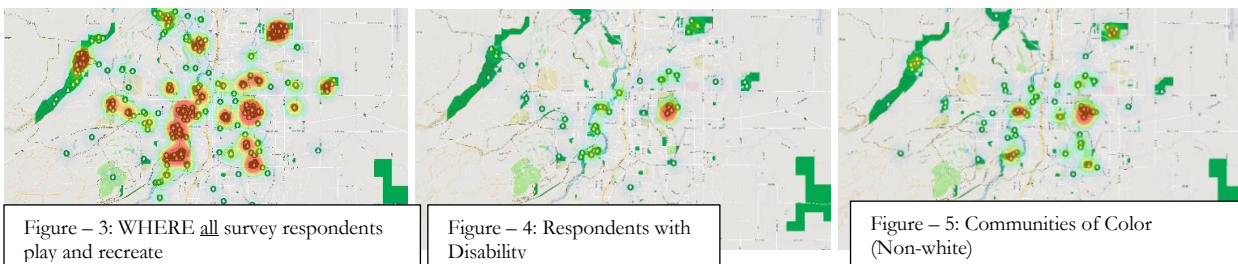 Figure – 3: WHERE all survey respondents
play and recreate
Figure – 4: Respondents with
Disability
Figure – 5: Communities of Color
(Non-white)